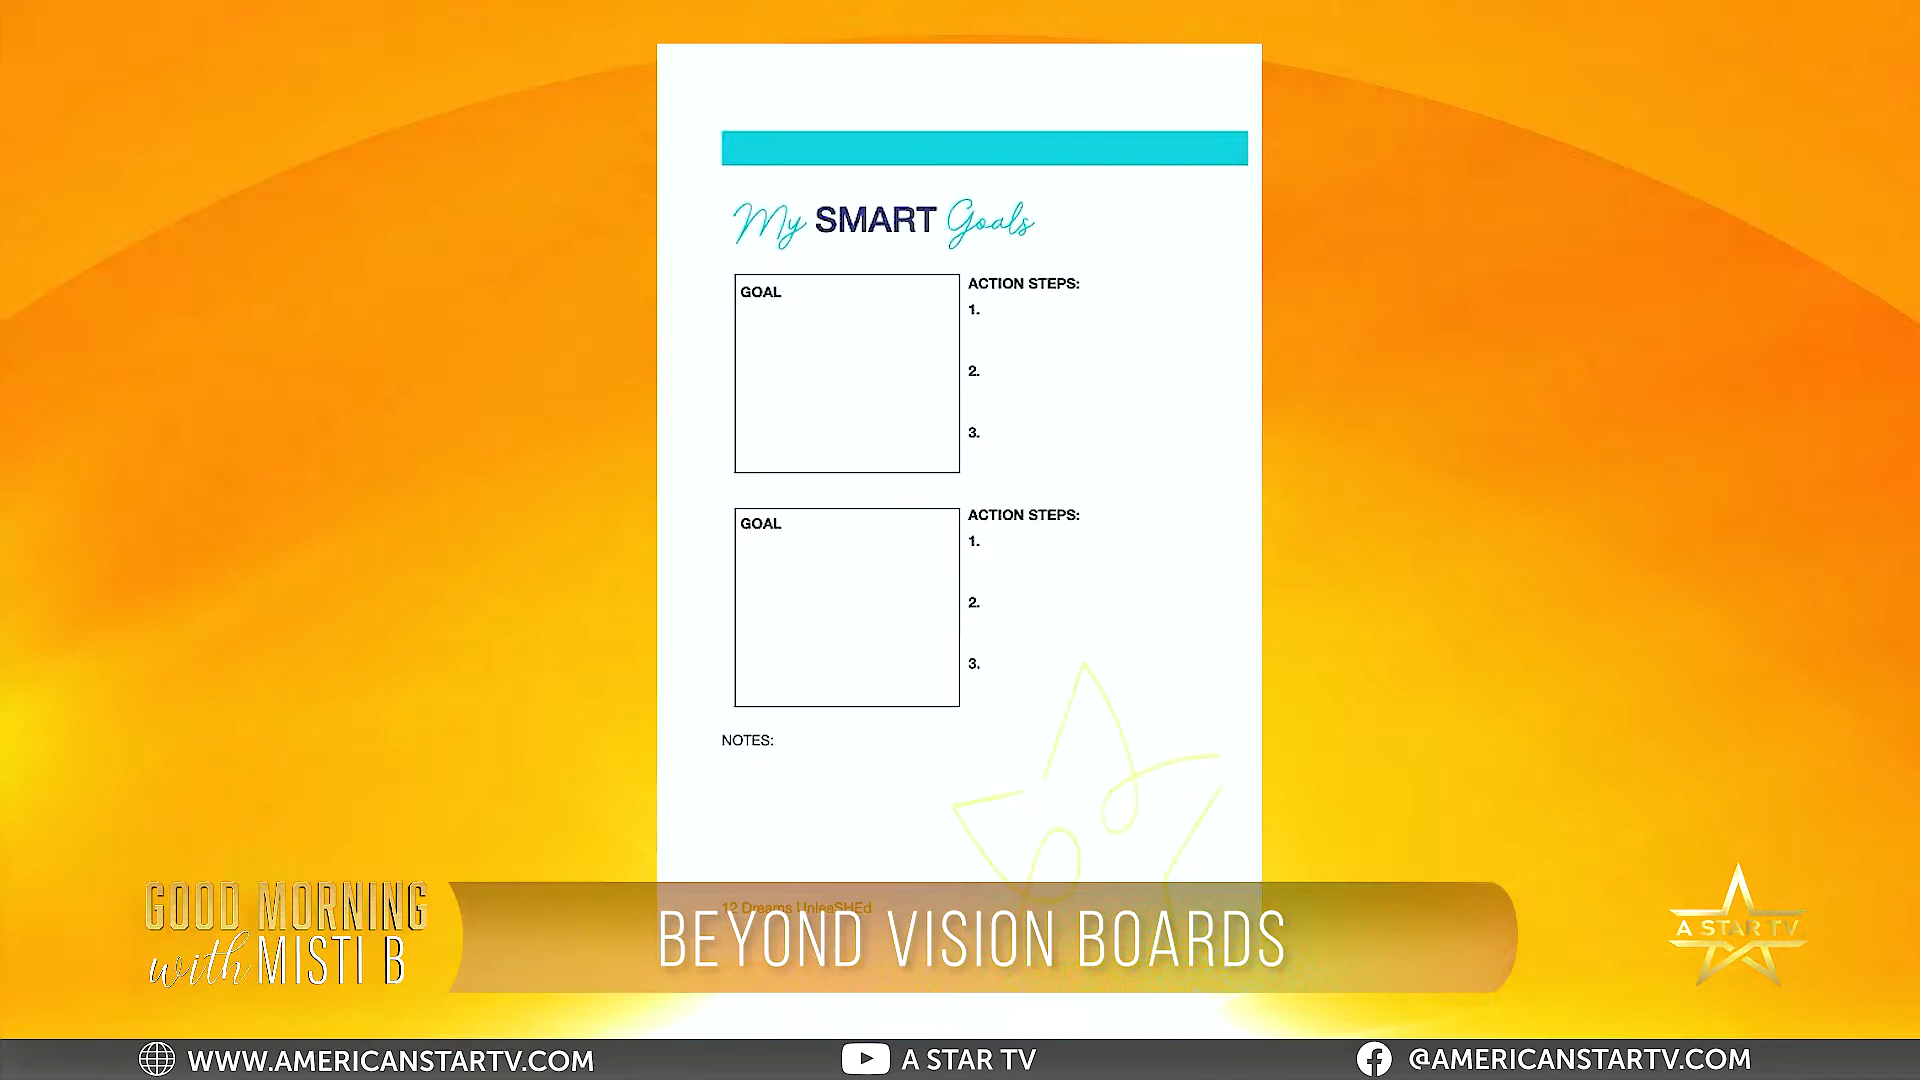 My SMART Goals
GOAL
ACTION STEPS:
1.
2.
3.
GOAL
ACTION STEPS:
1.
2.
3.
NOTES:
12 Dreams UnleaSHEd
GOOD MORNING
with MISTI B
BEYOND VISION BOARDS
A STAR TV
WWW.AMERICANSTARTV.COM
A STAR TV
@AMERICANSTARTV.COM